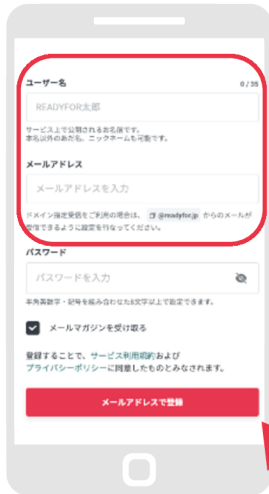 ユーザー名 0 / 35
READYFOR太郎
サービス上で公開されるお名前です。
本名以外のあだ名、ニックネームも可能です。
メールアドレス
メールアドレスを入力
ドメイン指定受信をご利用の場合は、 @readyfor.jp からのメールが
受信できるように設定を行なってください。
パスワード
パスワードを入力
半角英数字・記号を組み合わせた8文字以上で設定できます。
メールマガジンを受け取る
登録することで、サービス利用規約および
プライバシーポリシーに同意したものとみなされます。
メールアドレスで登録